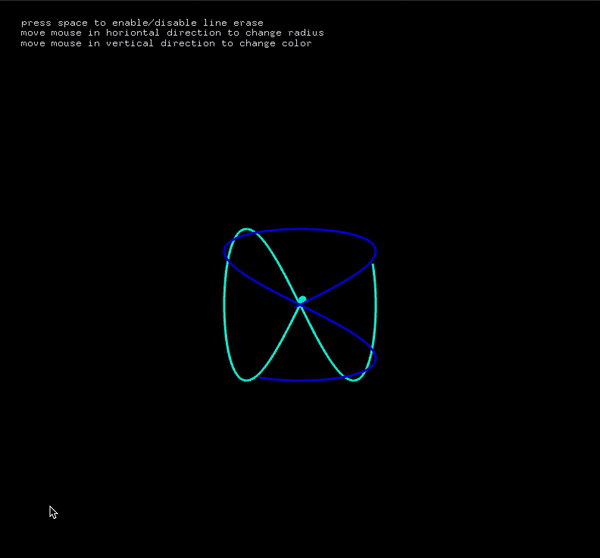 press space to enable/disable line erase
move mouse in horiontal direction to change radius
move mouse in vertical direction to change color